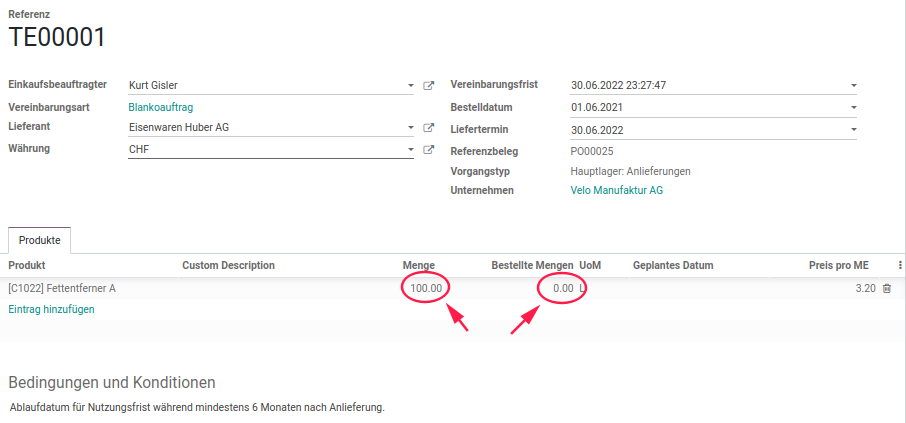 Referenz
TE00001
Einkaufsbeauftragter Kurt Gisler
Vereinbarungsart Blankoauftrag
Lieferant Eisenwaren Huber AG
Währung CHF
Vereinbarungsfrist 30.06.2022 23:27:47
Bestelldatum 01.06.2021
Liefertermin 30.06.2022
Referenzbeleg PO00025
Vorgangstyp Hauptlager: Anlieferungen
Unternehmen Velo Manufaktur AG
Produkte
Produkt Custom Description Menge Bestellte Mengen UoM Geplantes Datum Preis pro ME
[C1022] Fettentferner A 100.00 0.00 L 3.20
Eintrag hinzufügen
Bedingungen und Konditionen
Ablaufdatum für Nutzungsfrist während mindestens 6 Monaten nach Anlieferung.